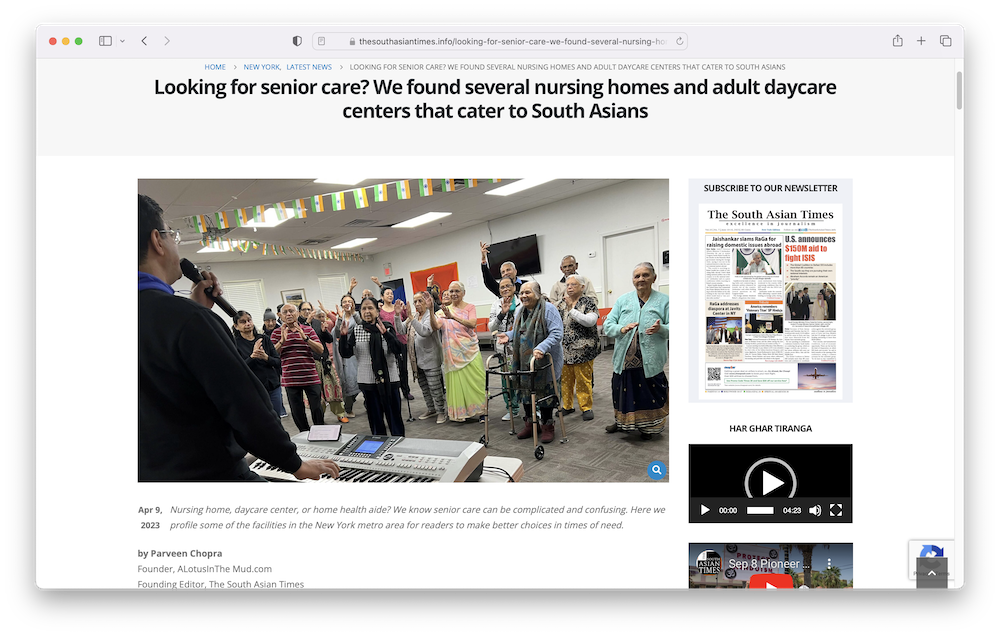 thesouthasiantimes.info/looking-for-senior-care-we-found-several-nursing-ho
HOME > NEW YORK, LATEST NEWS > LOOKING FOR SENIOR CARE? WE FOUND SEVERAL NURSING HOMES AND ADULT DAYCARE CENTERS THAT CATER TO SOUTH ASIANS
Looking for senior care? We found several nursing homes and adult daycare
centers that cater to South Asians
Apr 9,
2023
Nursing home, daycare center, or home health aide? We know senior care can be complicated and confusing. Here we
profile some of the facilities in the New York metro area for readers to make better choices in times of need.
by Parveen Chopra
Founder, ALotusInThe Mud.com
Founding Editor, The South Asian Times
SUBSCRIBE TO OUR NEWSLETTER
The South Asian Times
excellence in journalism
Jaishankar slams RaGa for
raising domestic issues abroad
U.S. announces
$150M aid to
fight ISIS
RaGa addresses
diaspora at Javits
Center in NY
HAR GHAR TIRANGA
00:00
04:23
SOUTH
ASIAN
TIMES
Sep 8 Pioneer ...